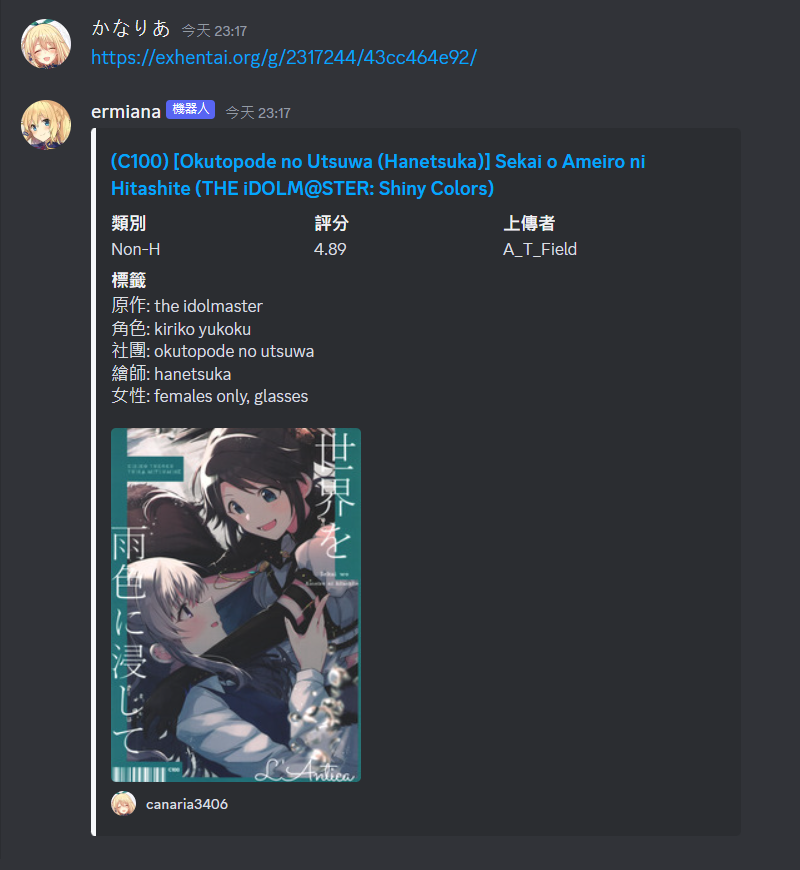 かなりあ 今天 23:17
https://exhentai.org/g/2317244/43cc464e92/
ermiana 機器人 今天 23:17
(C100) [Okutopode no Utsuwa (Hanetsuka)] Sekai o Ameiro ni
Hitashite (THE iDOLM@STER: Shiny Colors)
類別 評分 上傳者
Non-H 4.89 A_T_Field
標籤
原作: the idolmaster
角色: kiriko yukoku
社團: okutopode no utsuwa
繪師: hanetsuka
女性: females only, glasses
世界を
Sekai wo
雨色に浸して
C100
L'Antica
canaria3406